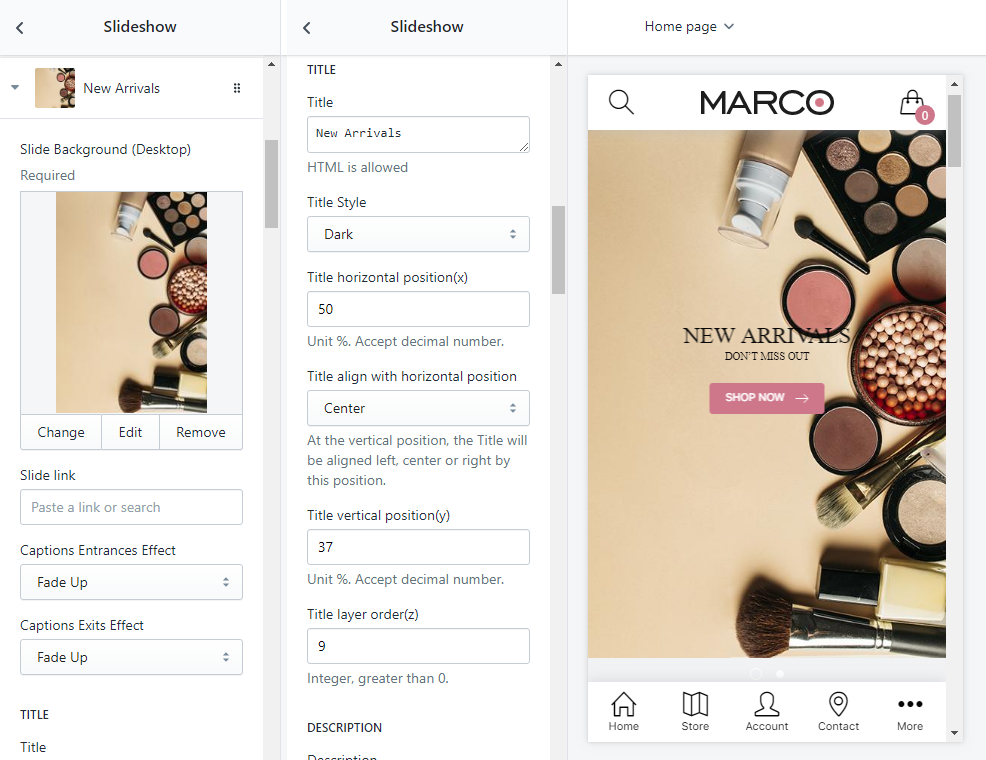 Slideshow
New Arrivals
Slide Background (Desktop)
Required
Change
Edit
Remove
Slide link
Paste a link or search
Captions Entrances Effect
Fade Up
Captions Exits Effect
Fade Up
TITLE
Title
Slideshow
TITLE
Title
New Arrivals
HTML is allowed
Title Style
Dark
Title horizontal position(x)
50
Unit %. Accept decimal number.
Title align with horizontal position
Center
At the vertical position, the Title will
be aligned left, center or right by
this position.
Title vertical position(y)
37
Unit %. Accept decimal number.
Title layer order(z)
9
Integer, greater than 0.
DESCRIPTION
Description
Home page
MARCO
0
NEW ARRIVALS
DON'T MISS OUT
SHOP NOW
Home
Store
Account
Contact
More